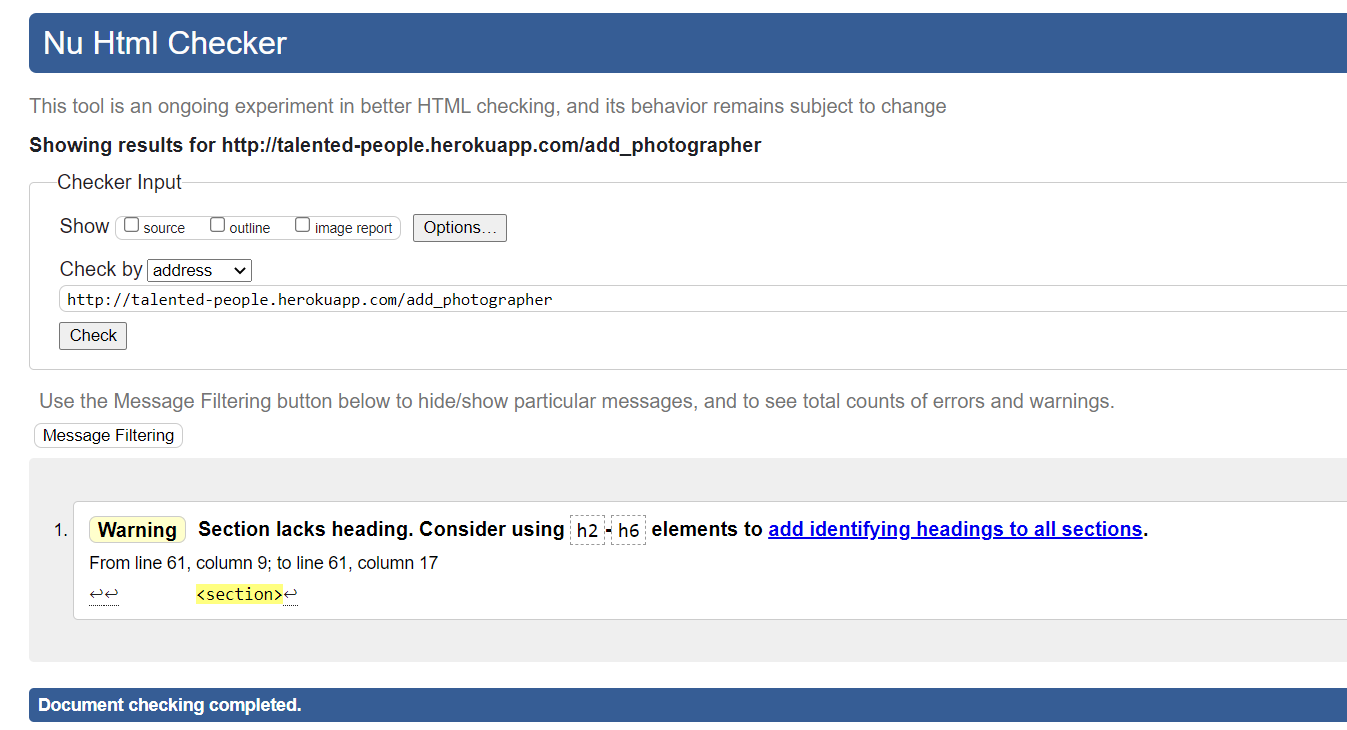 Nu Html Checker
This tool is an ongoing experiment in better HTML checking, and its behavior remains subject to change
Showing results for http://talented-people.herokuapp.com/add_photographer
Checker Input
Show source outline image report Options...
Check by address
http://talented-people.herokuapp.com/add_photographer
Check
Use the Message Filtering button below to hide/show particular messages, and to see total counts of errors and warnings.
Message Filtering
1. Warning Section lacks heading. Consider using h2-h6 elements to add identifying headings to all sections.
From line 61, column 9; to line 61, column 17
↩↩ <section>↩
Document checking completed.